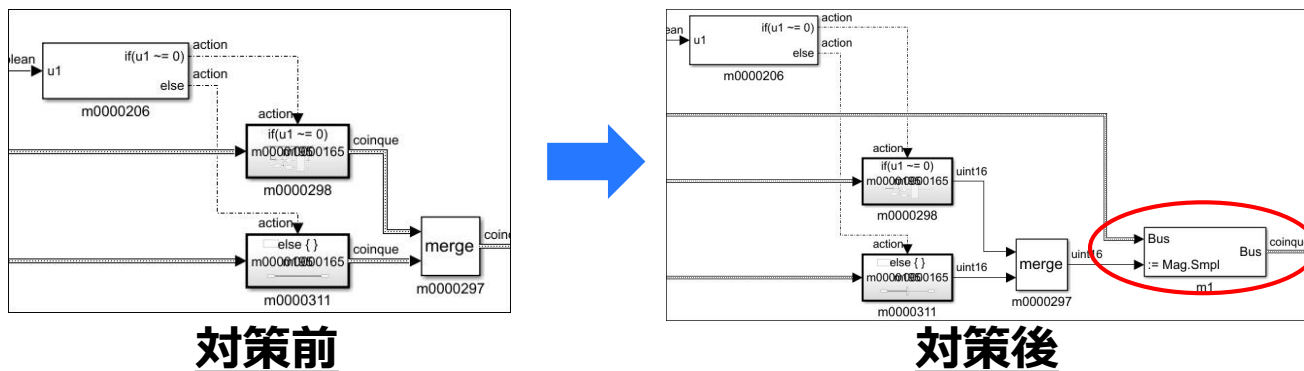 action
if(u1 ~= 0)
olean
u1
action
else
m0000206
action
if(u1 ~= 0)
coinque
m0000298
action
else { }
coinque
merge
m0000311
m0000297
対策前
action
if(u1 ~= 0)
ean
u1
action
else
m0000206
action
if(u1 ~= 0)
uint16
m0000298
action
else { }
uint16
merge
uint16
m0000311
m0000297
Bus
Bus
coinque
:= Mag.Smpl
m1
対策後